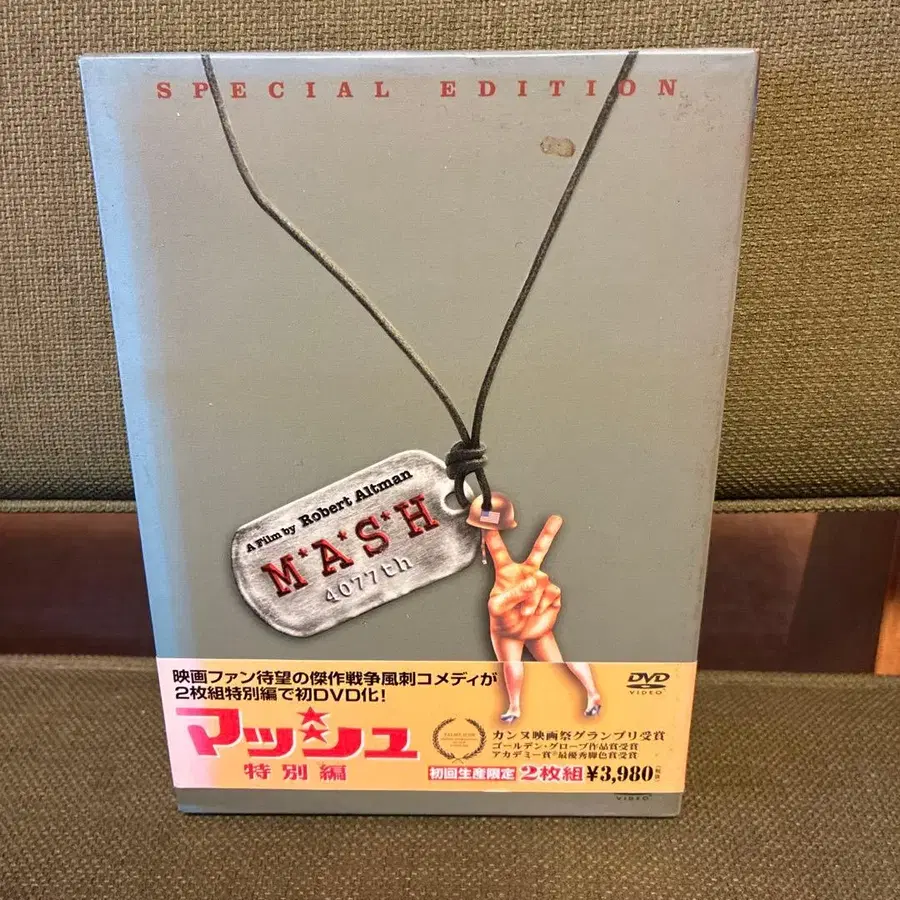 SPECIAL EDITION
A Film by Robert Altman
M*A*S*H
4077th
映画ファン待望の傑作戦争風刺コメディが
2枚組特別編で初DVD化!
マッシュ
特別編
DVD
VIDEO
カンヌ映画祭グランプリ受賞
ゴールデン・グローブ作品賞受賞
アカデミー賞®最優秀脚色賞受賞
初回生産限定 2枚組 ¥3,980
VIDEO